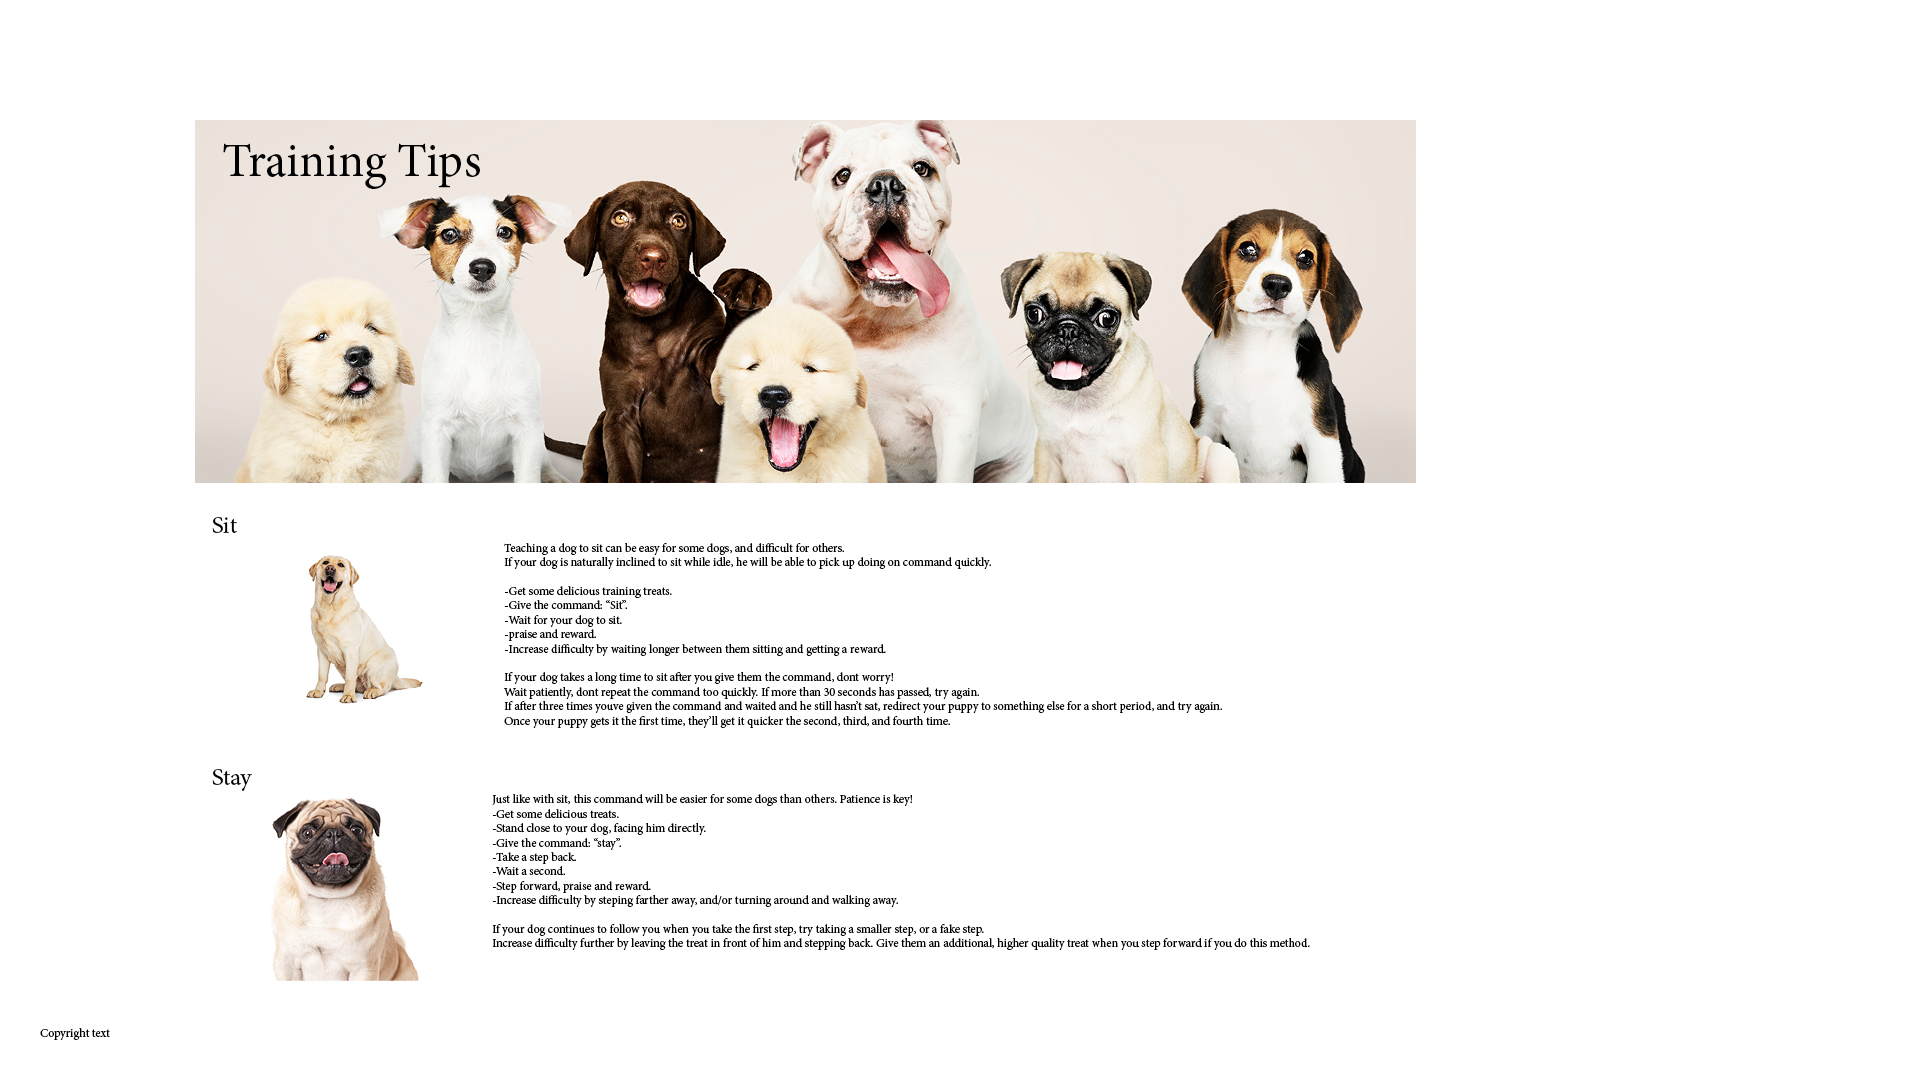 Training Tips
Sit
Teaching a dog to sit can be easy for some dogs, and difficult for others.
If your dog is naturally inclined to sit while idle, he will be able to pick up doing on command quickly.
-Get some delicious training treats.
-Give the command: “Sit”.
-Wait for your dog to sit.
-praise and reward.
-Increase difficulty by waiting longer between them sitting and getting a reward.
If your dog takes a long time to sit after you give them the command, dont worry!
Wait patiently, dont repeat the command too quickly. If more than 30 seconds has passed, try again.
If after three times youve given the command and waited and he still hasn’t sat, redirect your puppy to something else for a short period, and try again.
Once your puppy gets it the first time, they’ll get it quicker the second, third, and fourth time.
Stay
Just like with sit, this command will be easier for some dogs than others. Patience is key!
-Get some delicious treats.
-Stand close to your dog, facing him directly.
-Give the command: “stay”.
-Take a step back.
-Wait a second.
-Step forward, praise and reward.
-Increase difficulty by steping farther away, and/or turning around and walking away.
If your dog continues to follow you when you take the first step, try taking a smaller step, or a fake step.
Increase difficulty further by leaving the treat in front of him and stepping back. Give them an additional, higher quality treat when you step forward if you do this method.
Copyright text